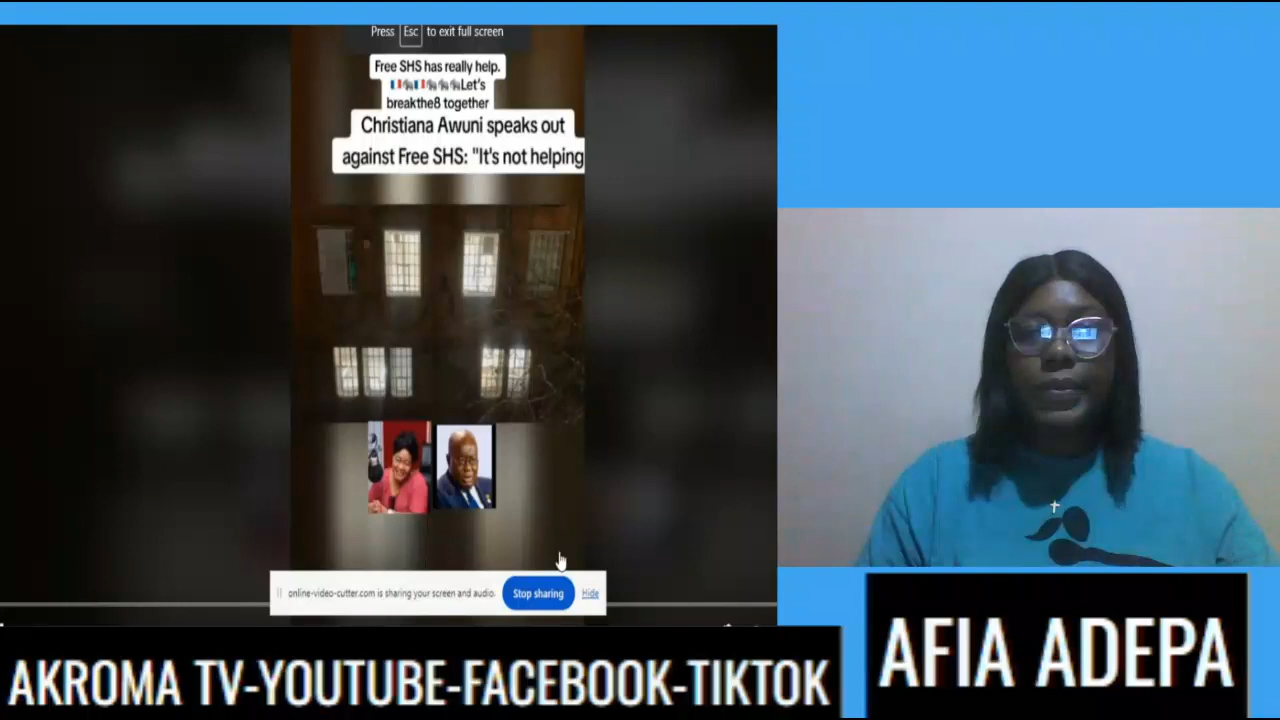 Press Esc to exit full screen
Free SHS has really help.
🇫🇷🐘🇫🇷🐘🐘🐘Let's
breakthe8 together
Christiana Awuni speaks out
against Free SHS: "It's not helping
online-video-cutter.com is sharing your screen and audio.
Stop sharing
Hide
AKROMA TV-YOUTUBE-FACEBOOK-TIKTOK
AFIA ADEPA